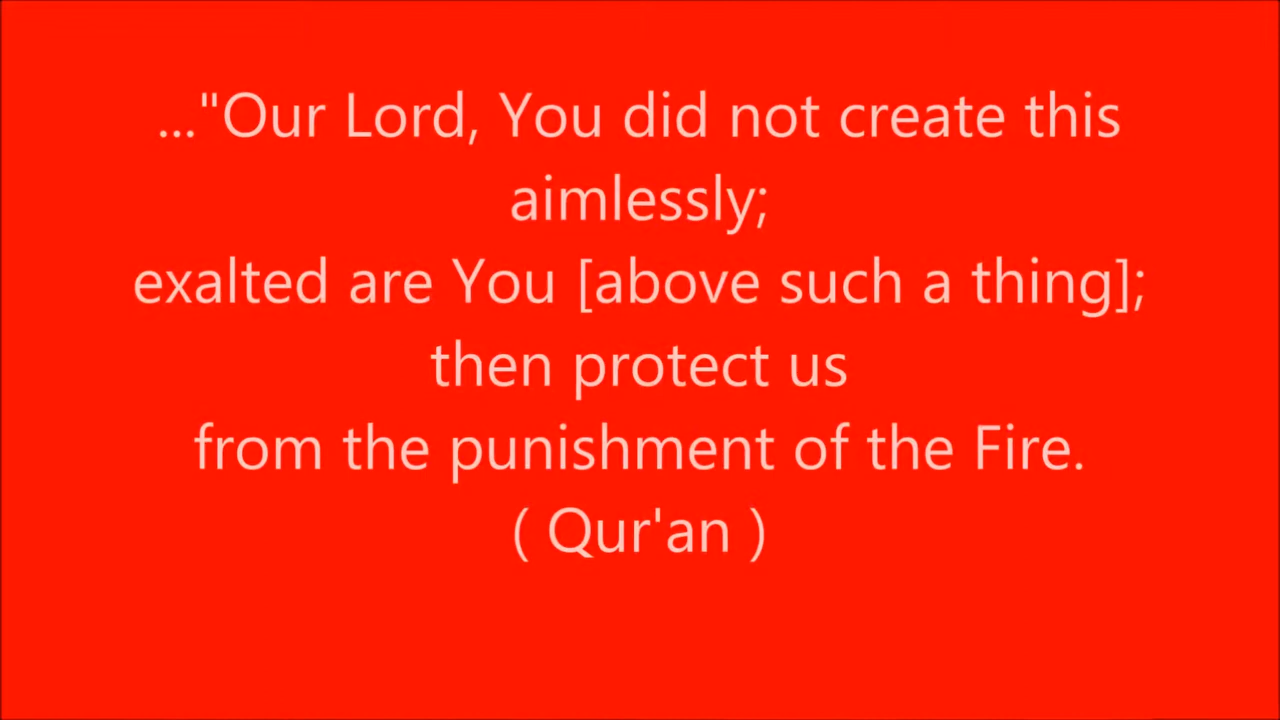 ..."Our Lord, You did not create this
aimlessly;
exalted are You [above such a thing];
then protect us
from the punishment of the Fire.
( Qur'an )